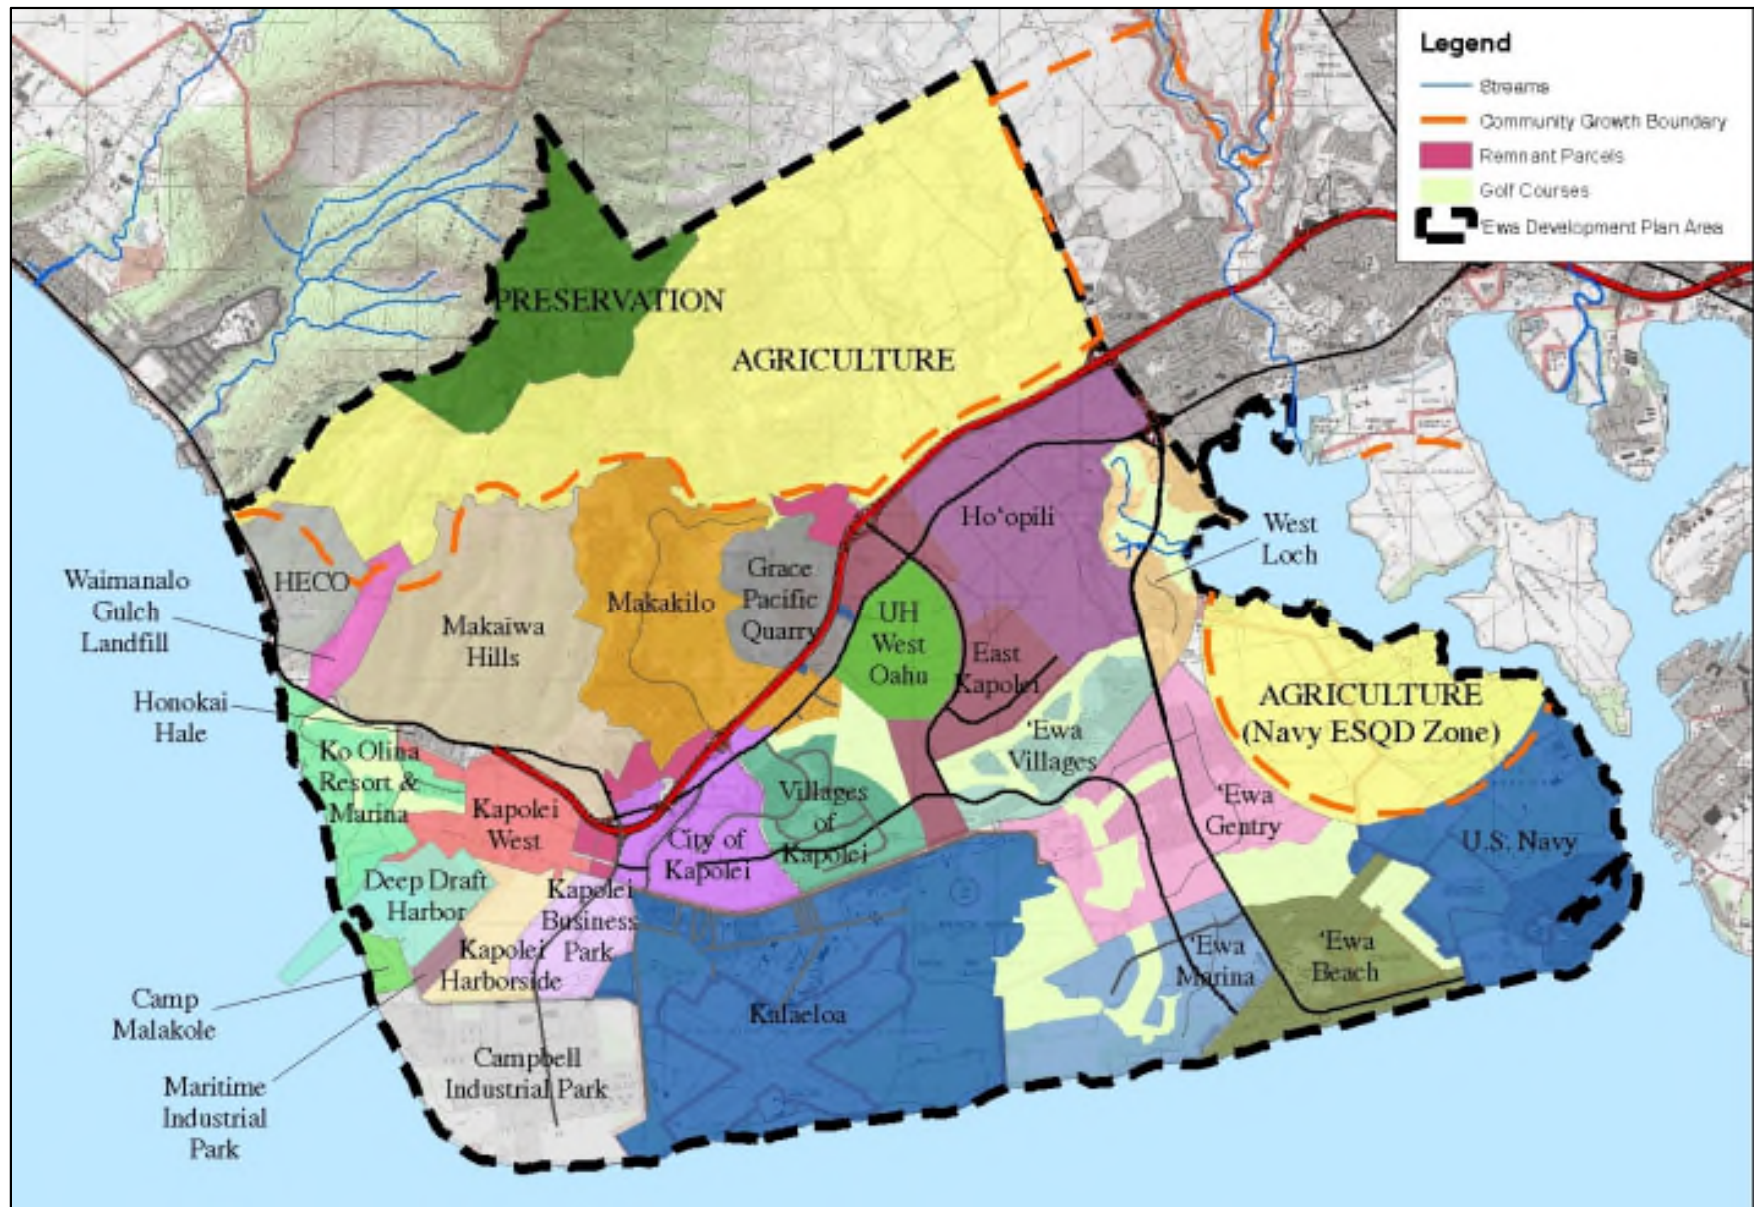 Legend
Streams
Community Growth Boundary
Remnant Parcels
Golf Courses
'Ewa Development Plan Area
PRESERVATION
AGRICULTURE
Ho'opili
West
Loch
HECO
Waimanalo
Gulch
Landfill
Makaiwa
Hills
Makakilo
Grace
Pacific
Quarry
UH
West
Oahu
East
Kapolei
AGRICULTURE
(Navy ESQD Zone)
Honokai
Hale
Ko Olina
Resort &
Marina
Kapolei
West
City of
Kapolei
Villages
of
Kapolei
'Ewa
Villages
'Ewa
Gentry
U.S. Navy
Deep Draft
Harbor
Kapolei
Business
Park
Kapolei
Harborside
'Ewa
Marina
'Ewa
Beach
Camp
Malakole
Kalaeloa
Campbell
Industrial Park
Maritime
Industrial
Park